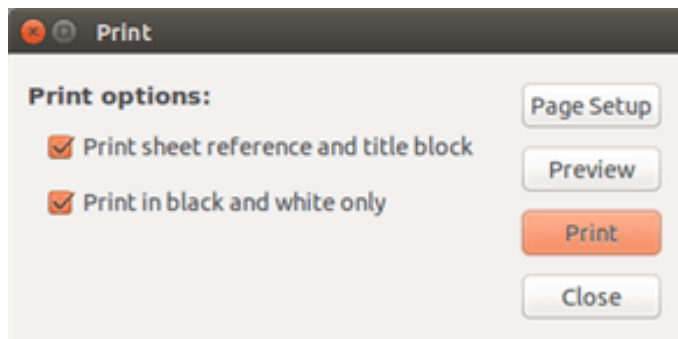 Print
Print options:
Print sheet reference and title block
Print in black and white only
Page Setup
Preview
Print
Close